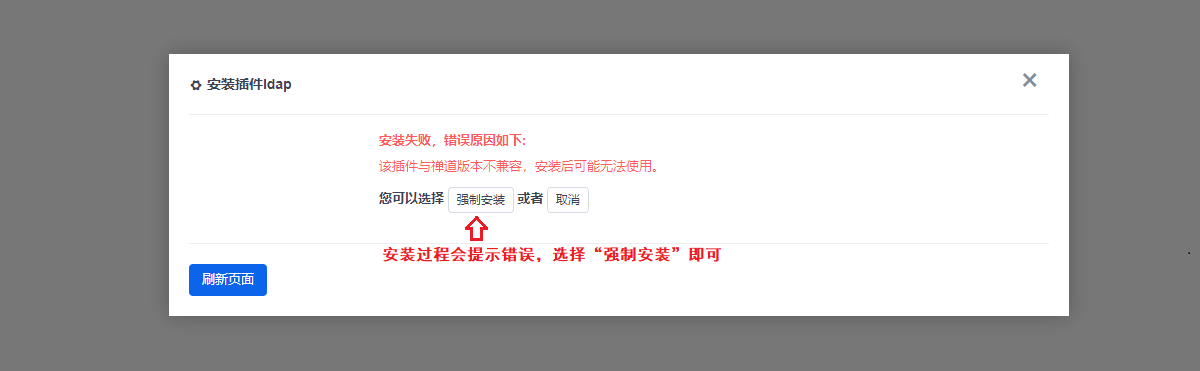 安装插件ldap
安装失败，错误原因如下:
该插件与禅道版本不兼容，安装后可能无法使用。
您可以选择 强制安装 或者 取消
安装过程会提示错误，选择“强制安装”即可
刷新页面